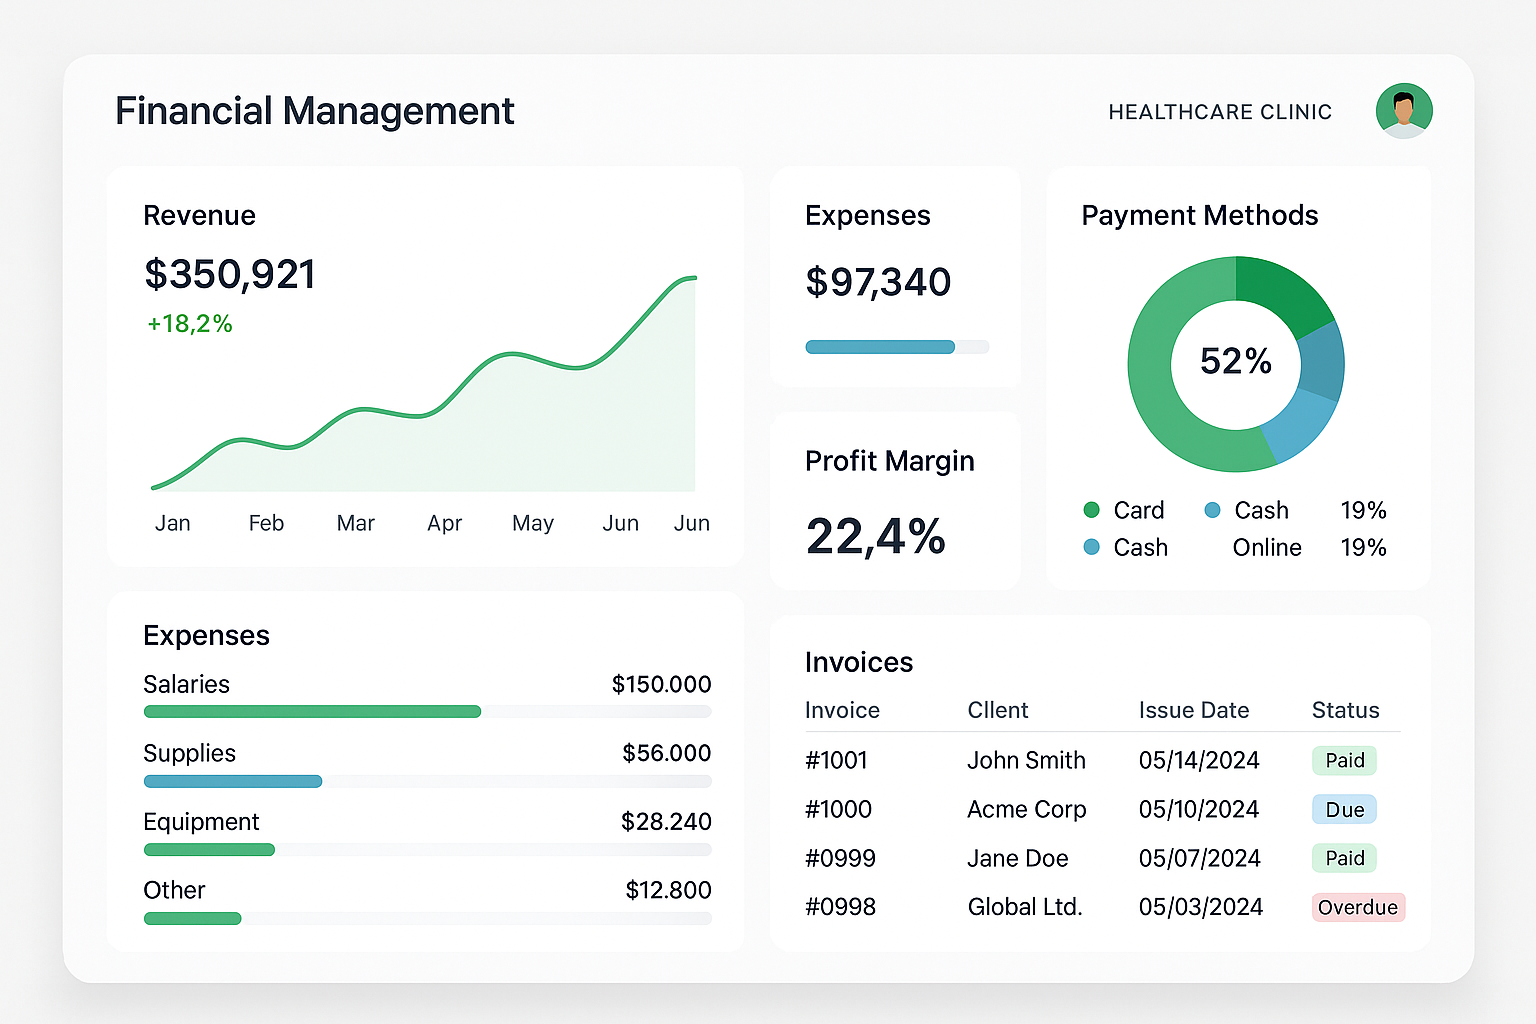 Financial Management
HEALTHCARE CLINIC
Revenue
$350,921
+18,2%
Jan Feb Mar Apr May Jun Jun
Expenses
$97,340
Profit Margin
22,4%
Payment Methods
52%
Card Cash 19%
Cash Online 19%
Expenses
Salaries $150.000
Supplies $56.000
Equipment $28.240
Other $12.800
Invoices
Invoice Cllent Issue Date Status
#1001 John Smith 05/14/2024 Paid
#1000 Acme Corp 05/10/2024 Due
#0999 Jane Doe 05/07/2024 Paid
#0998 Global Ltd. 05/03/2024 Overdue